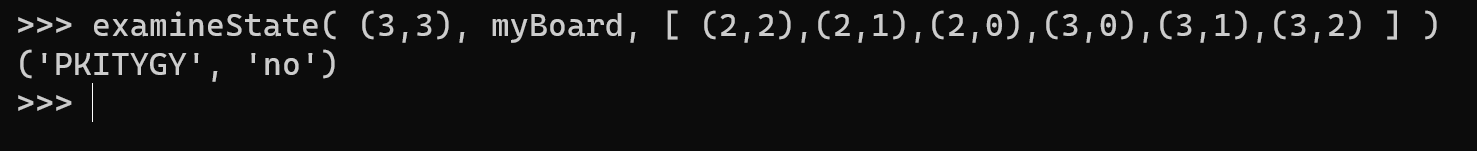 >>> examineState( (3,3), myBoard, [ (2,2),(2,1),(2,0),(3,0),(3,1),(3,2) ] )
('PKITYGY', 'no')
>>>